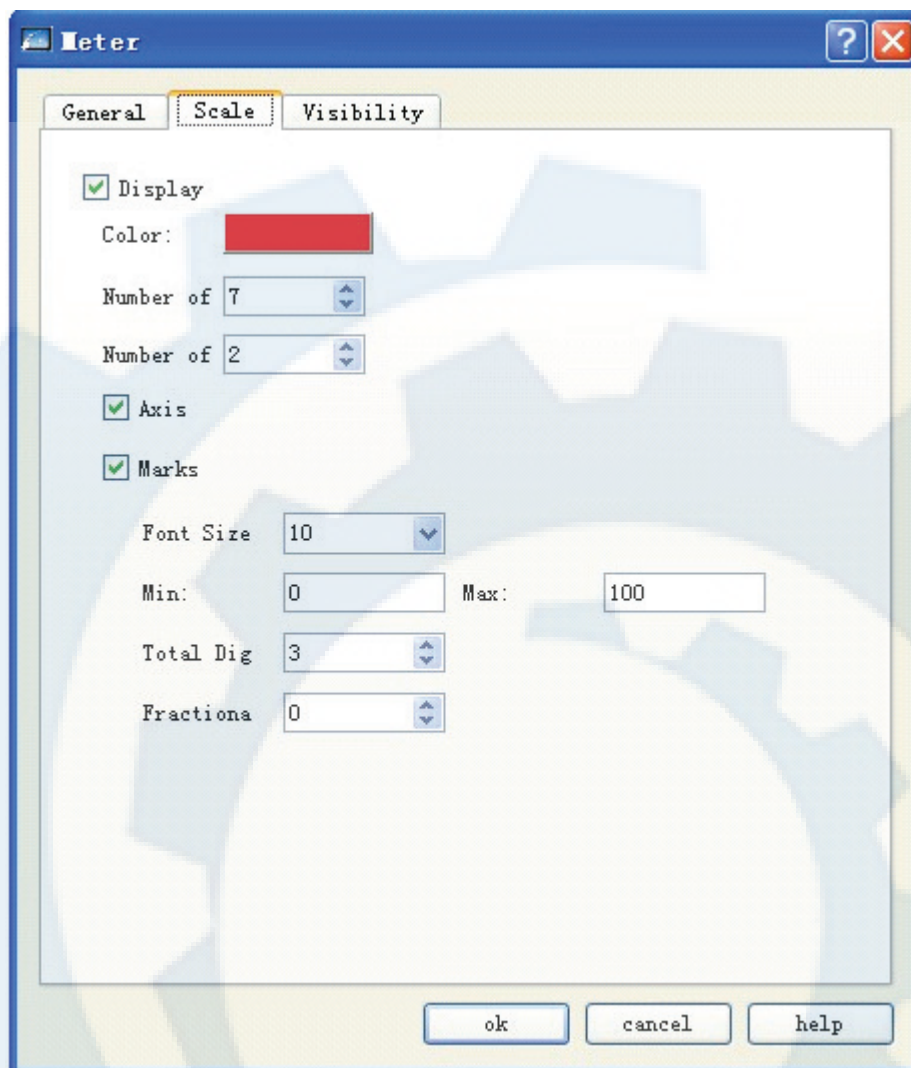 Meter
General Scale Visibility
Display
Color:
Number of 7
Number of 2
Axis
Marks
Font Size 10
Min: 0 Max: 100
Total Dig 3
Fractiona 0
ok cancel help